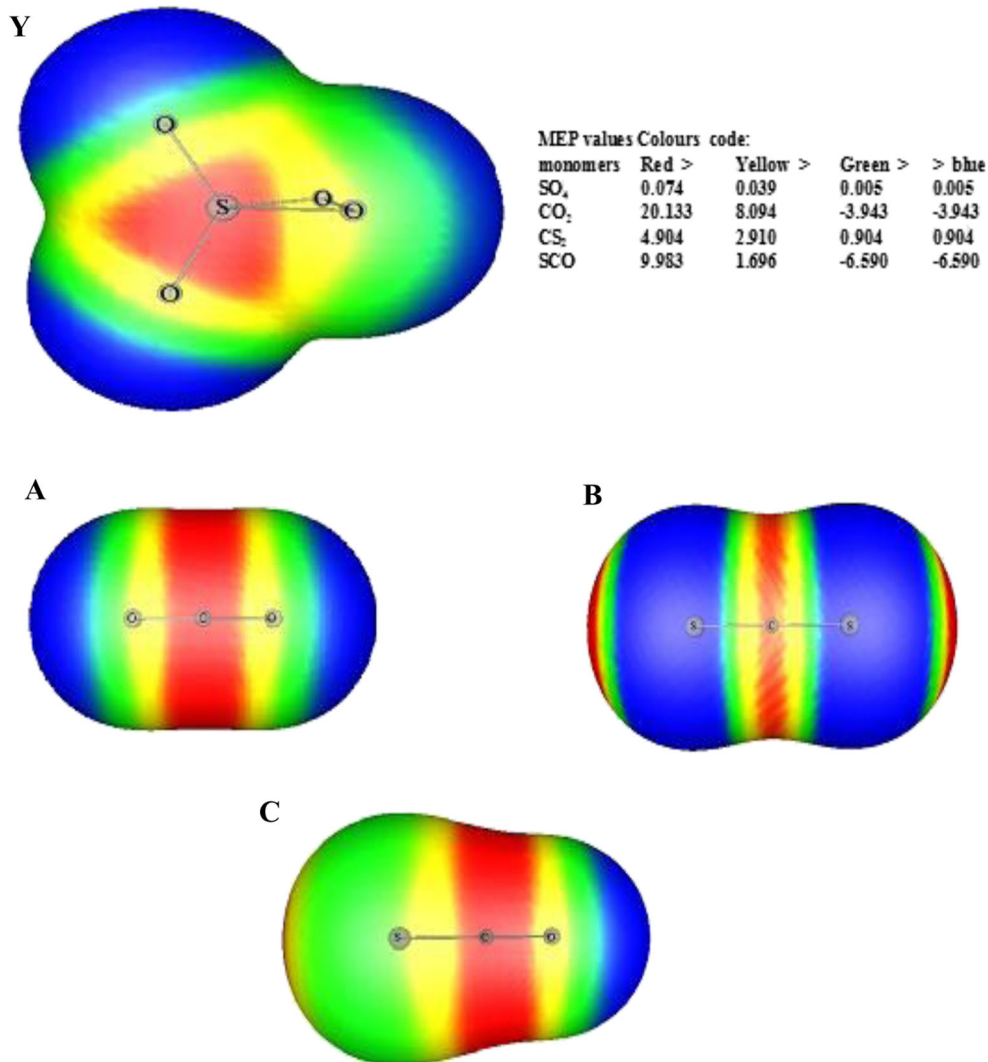 Y
O
S
O
O
O
MEP values Colours code:
monomers Red > Yellow > Green > > blue
SO₄ 0.074 0.039 0.005 0.005
CO₂ 20.133 8.094 -3.943 -3.943
CS₂ 4.904 2.910 0.904 0.904
SCO 9.983 1.696 -6.590 -6.590
A
O C O
B
S C S
C
S C O